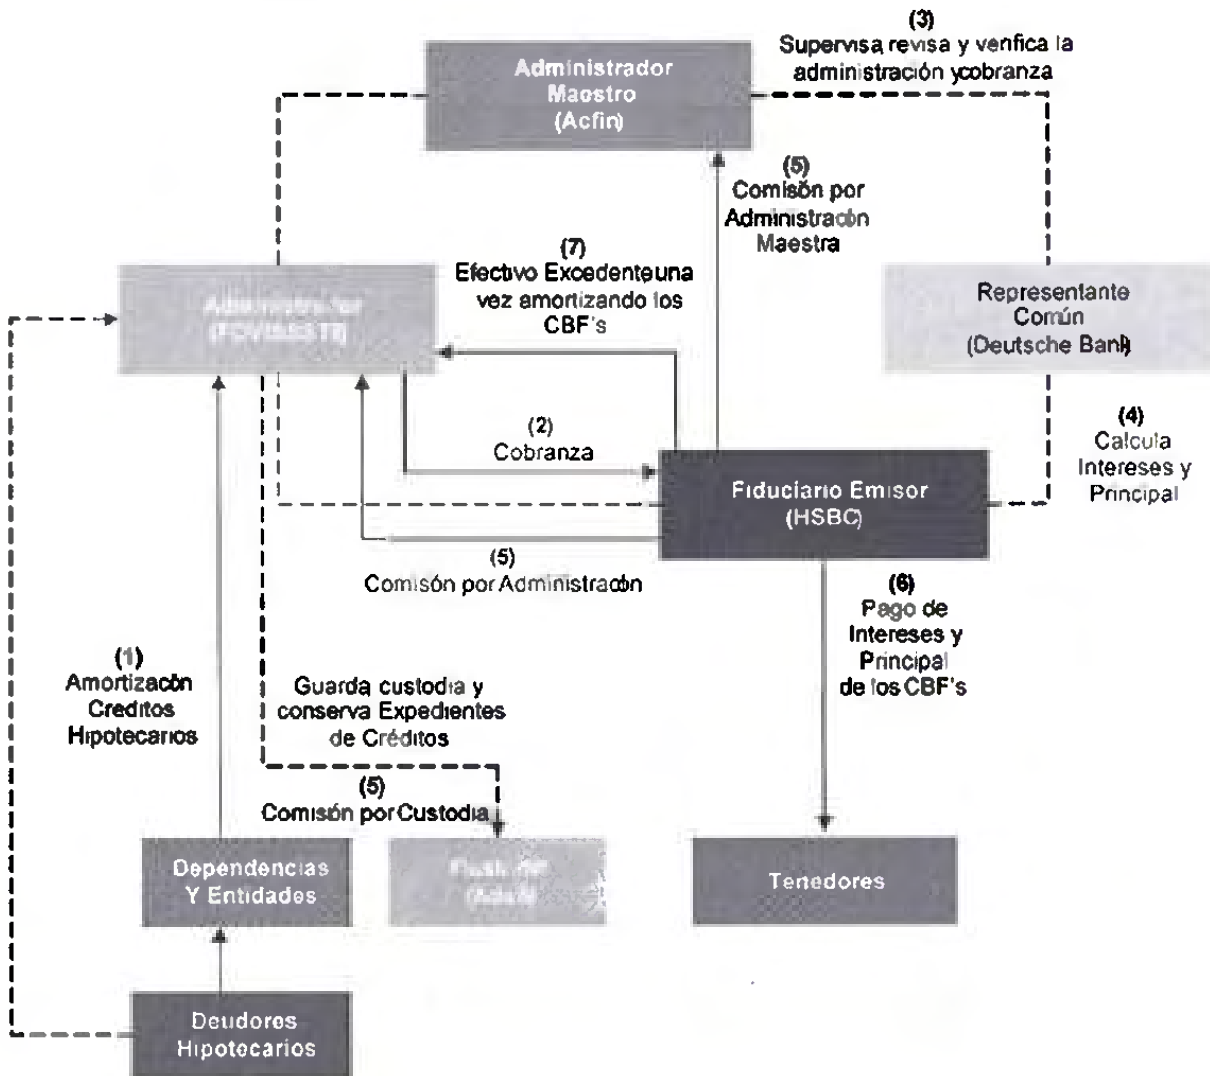 (3)
Supervisa revisa y verifica la
administración ycobranza
Administrador
Maestro
(Acfin)
(5)
Comisón por
Administracón
Maestra
(7)
Efectivo Excedenteuna
vez amortizando los
CBF's
Administrador
(FOVISSSTE)
Representante
Común
(Deutsche Bank)
(2)
Cobranza
(4)
Calcula
Intereses y
Principal
Fiduciario Emisor
(HSBC)
(5)
Comisón por Administracón
(6)
Pago de
Intereses y
Principal
de los CBF's
(1)
Amortizacón
Creditos
Hipotecarios
Guarda custodia y
conserva Expedientes
de Créditos
(5)
Comisón por Custodia
Dependencias
Y Entidades
Tenedores
Deudores
Hipotecarios